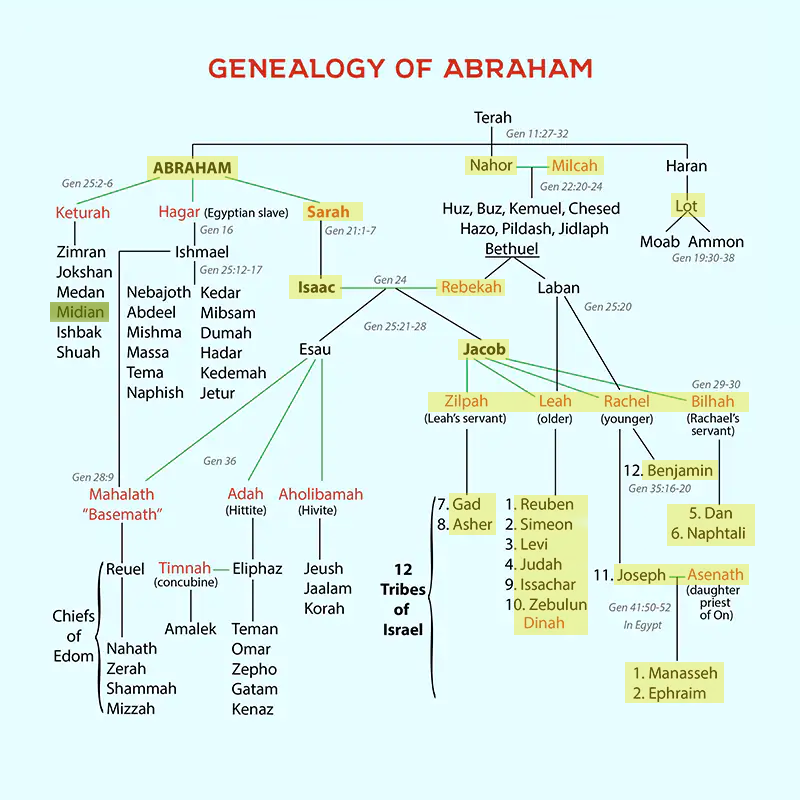 GENEALOGY OF ABRAHAM
Terah
Gen 11:27-32
ABRAHAM
Nahor
Milcah
Haran
Gen 25:2-6
Gen 22:20-24
Keturah
Hagar (Egyptian slave)
Sarah
Huz, Buz, Kemuel, Chesed
Hazo, Pildash, Jidlaph
Bethuel
Lot
Gen 16
Gen 21:1-7
Moab Ammon
Gen 19:30-38
Zimran
Jokshan
Medan
Midian
Ishbak
Shuah
Ishmael
Gen 25:12-17
Nebajoth
Abdeel
Mishma
Massa
Tema
Naphish
Kedar
Mibsam
Dumah
Hadar
Kedemah
Jetur
Isaac
Gen 24
Rebekah
Laban
Gen 25:20
Gen 25:21-28
Esau
Jacob
Gen 29-30
Zilpah
(Leah's servant)
Leah
(older)
Rachel
(younger)
Bilhah
(Rachael's
servant)
12. Benjamin
Gen 35:16-20
Gen 28:9
Gen 36
Mahalath
"Basemath"
Adah
(Hittite)
Aholibamah
(Hivite)
7. Gad
8. Asher
1. Reuben
2. Simeon
3. Levi
4. Judah
9. Issachar
10. Zebulun
Dinah
5. Dan
6. Naphtali
Reuel
Timnah
(concubine)
Eliphaz
Jeush
Jaalam
Korah
12
Tribes
of
Israel
11. Joseph
Asenath
(daughter
priest
of On)
Gen 41:50-52
In Egypt
Chiefs
of
Edom
Amalek
Nahath
Zerah
Shammah
Mizzah
Teman
Omar
Zepho
Gatam
Kenaz
1. Manasseh
2. Ephraim